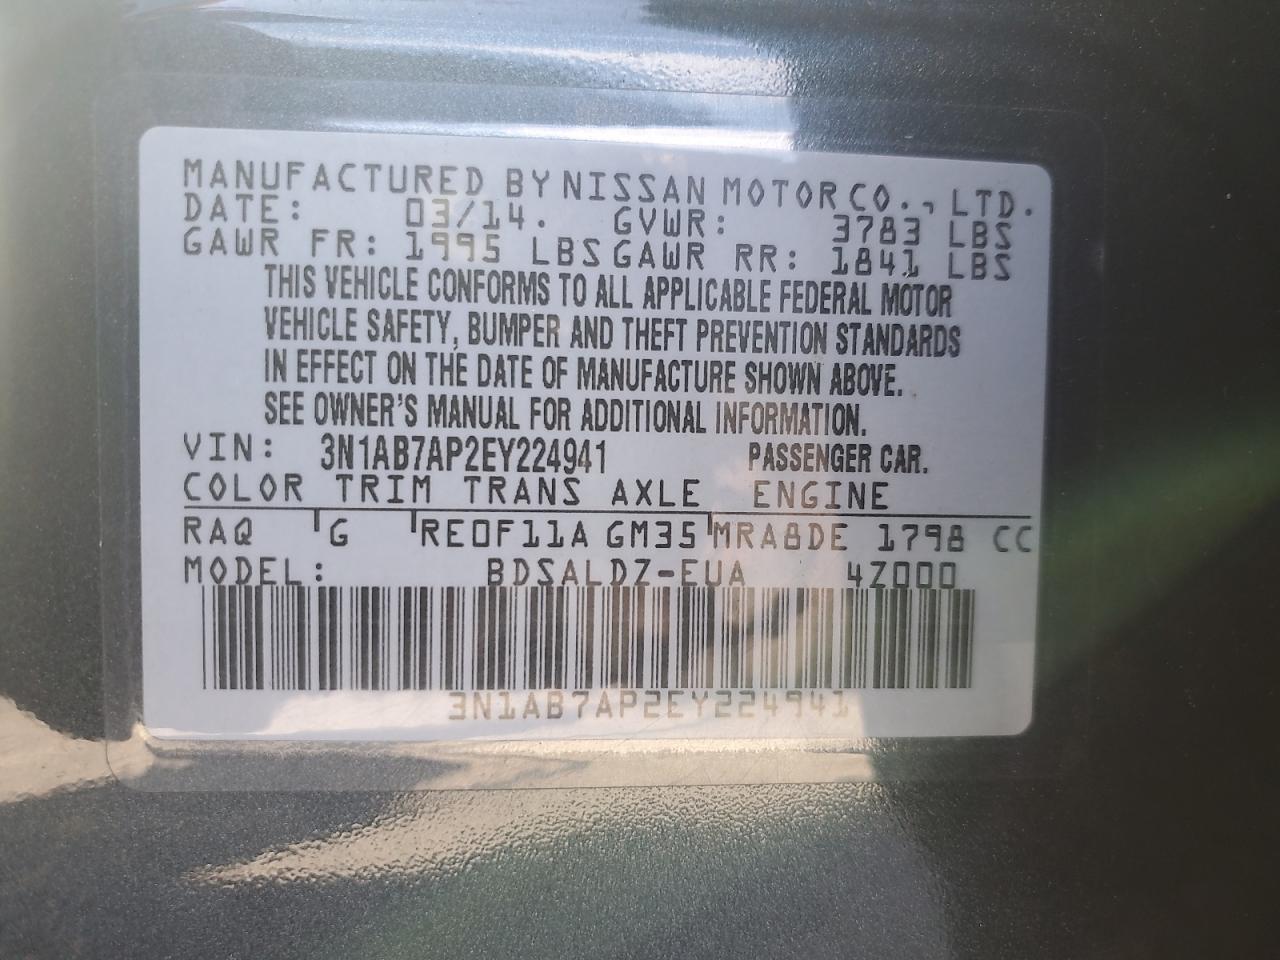 MANUFACTURED BY NISSAN MOTOR CO., LTD.
DATE: 03/14. GVWR: 3783 LBS
GAWR FR: 1995 LBS GAWR RR: 1841 LBS
THIS VEHICLE CONFORMS TO ALL APPLICABLE FEDERAL MOTOR
VEHICLE SAFETY, BUMPER AND THEFT PREVENTION STANDARDS
IN EFFECT ON THE DATE OF MANUFACTURE SHOWN ABOVE.
SEE OWNER'S MANUAL FOR ADDITIONAL INFORMATION.
VIN: 3N1AB7AP2EY224941 PASSENGER CAR.
COLOR TRIM TRANS AXLE ENGINE
RAQ G RE0F11A GM35 MRA8DE 1798 CC
MODEL: BDSALDZ-EUA 4Z000
3N1AB7AP2EY224941